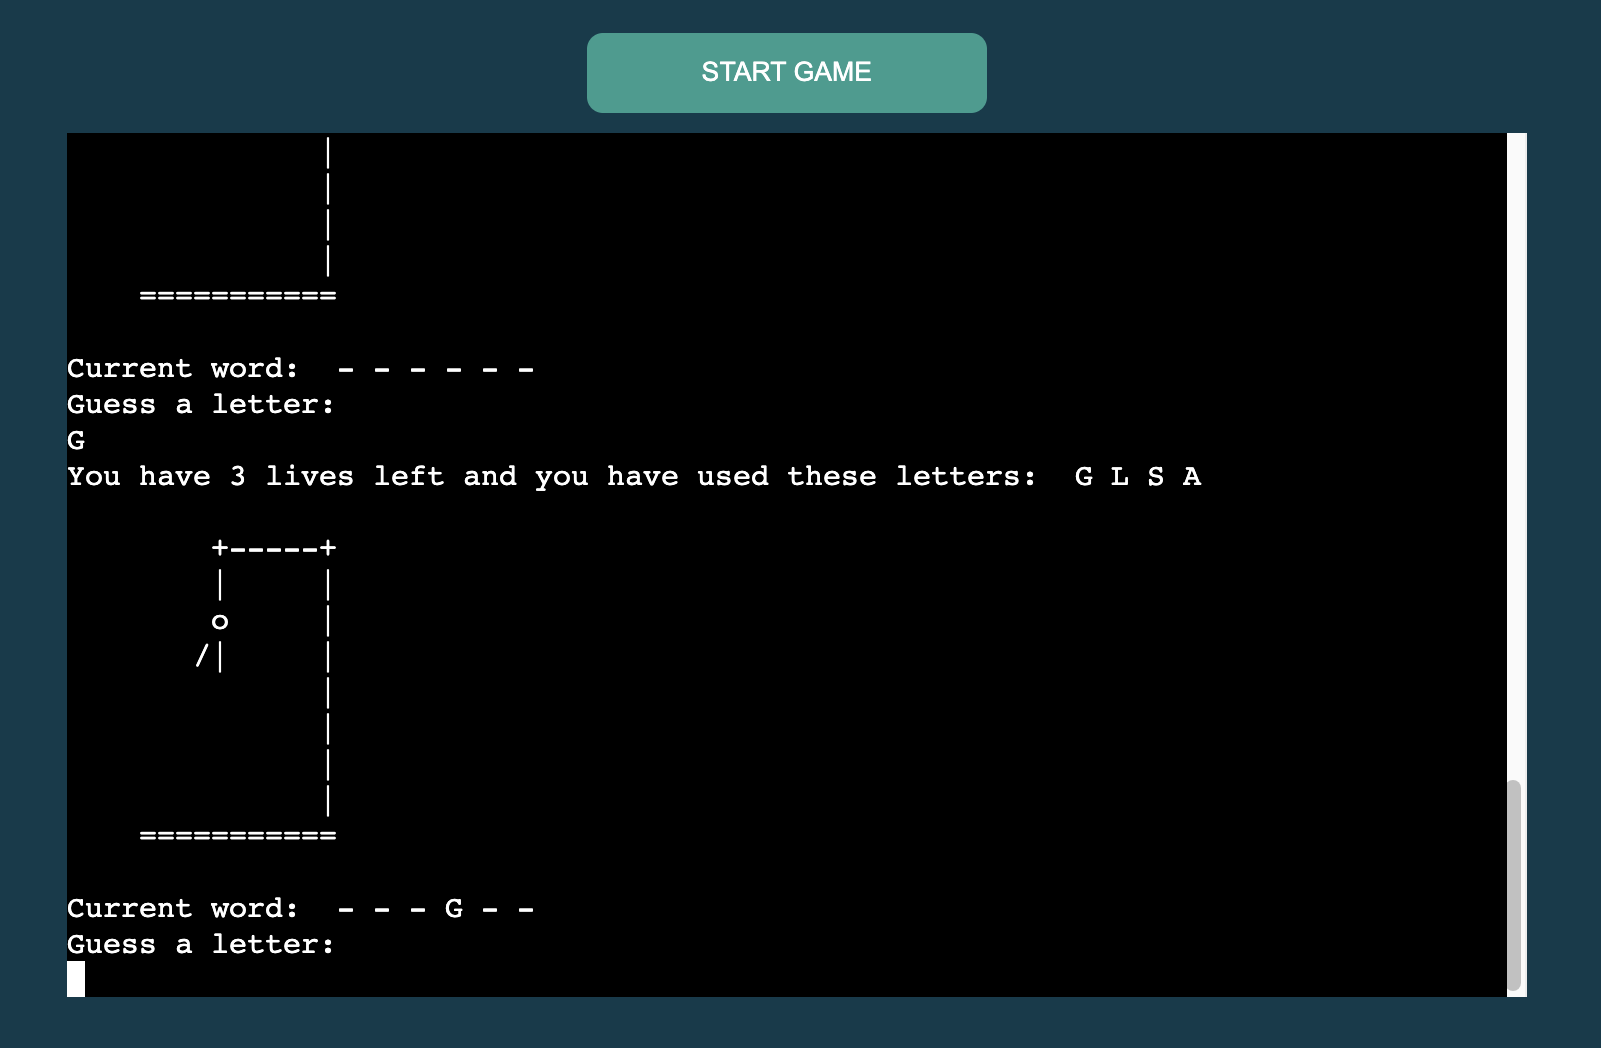 START GAME
|
|
|
|
===========
Current word:  - - - - - -
Guess a letter:
G
You have 3 lives left and you have used these letters:  G L S A
        +-----+
        |     |
        o     |
       /|     |
              |
              |
              |
              |
    ===========
Current word:  - - - G - -
Guess a letter: